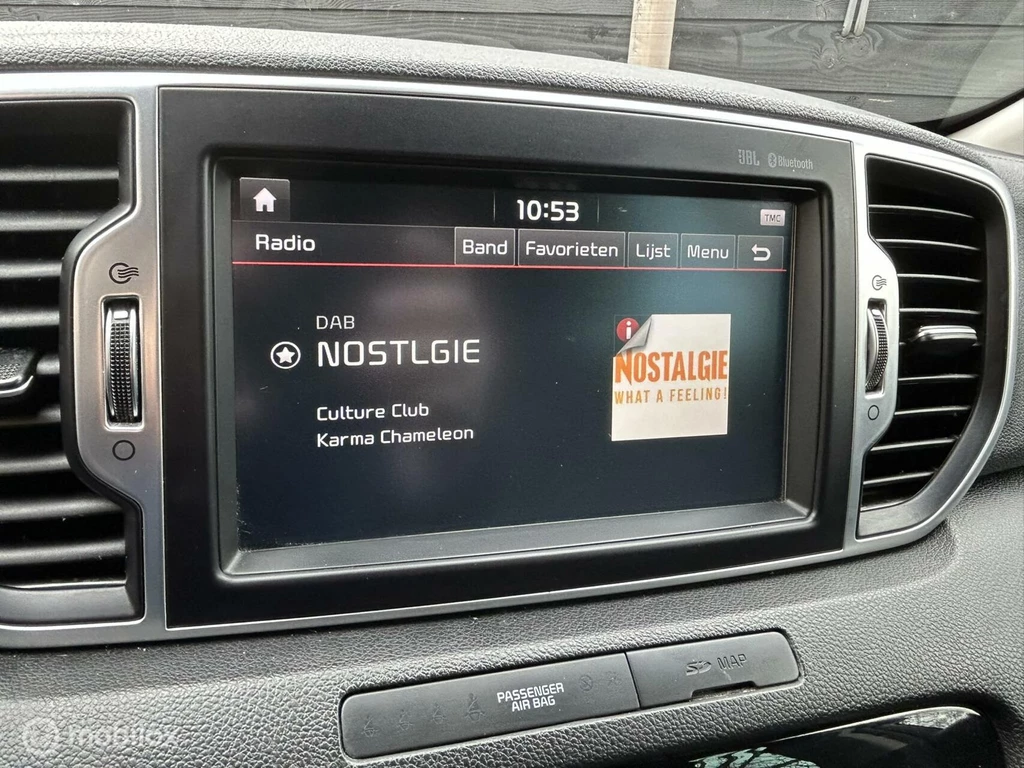 JBL Bluetooth
10:53
TMC
Radio Band Favorieten Lijst Menu
DAB
NOSTLGIE
Culture Club
Karma Chameleon
i
NOSTALGIE
WHAT A FEELING!
PASSENGER
AIR BAG
SD MAP
mobilox